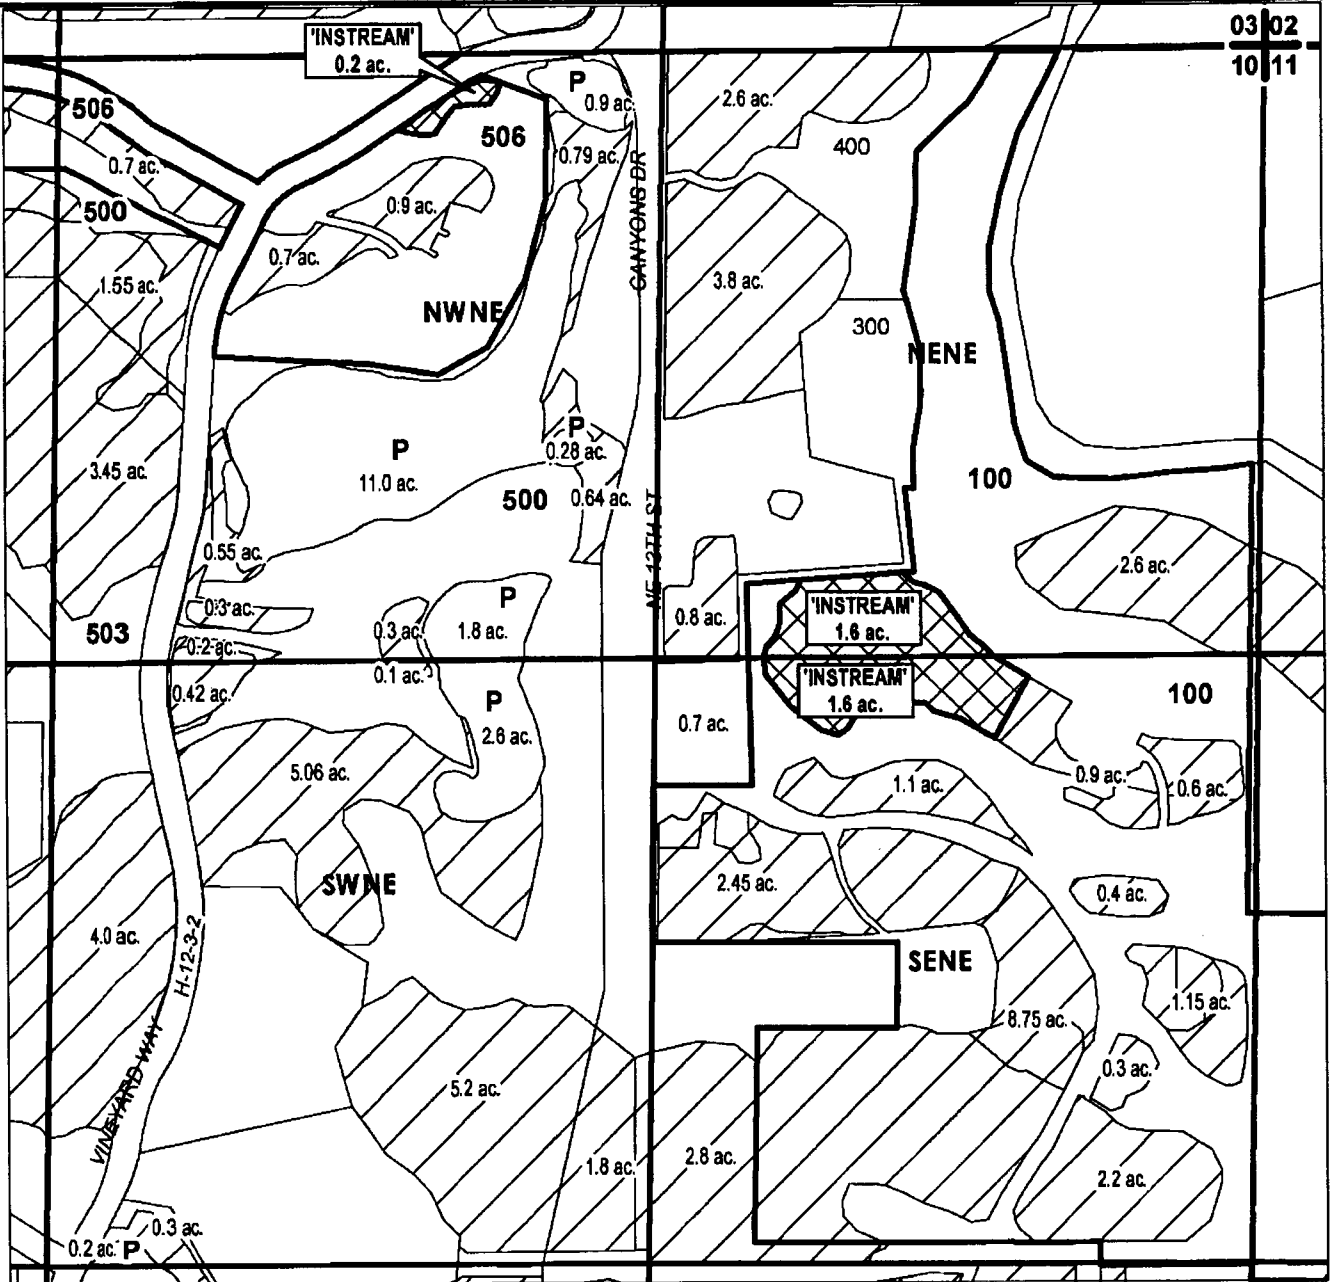 'INSTREAM'
0.2 ac.
03 02
10 11
506
P
0.9 ac.
2.6 ac.
506
400
0.7 ac.
0.79 ac.
500
0.9 ac.
CANYONS DR
0.7 ac.
1.55 ac.
3.8 ac.
NWNE
300
NENE
P
P
0.28 ac.
3.45 ac.
11.0 ac.
500
0.64 ac.
100
NE 13TH ST
0.55 ac.
2.6 ac.
P
0.3 ac.
503
0.3 ac.
1.8 ac.
0.8 ac.
'INSTREAM'
1.6 ac.
0.2 ac.
0.1 ac.
'INSTREAM'
1.6 ac.
0.42 ac.
P
100
2.6 ac.
0.7 ac.
5.06 ac.
1.1 ac.
0.9 ac.
0.6 ac.
SWNE
2.45 ac.
0.4 ac.
4.0 ac.
H-12-3-2
SENE
8.75 ac.
1.15 ac.
VINEYARD WAY
5.2 ac.
0.3 ac.
1.8 ac.
2.8 ac.
2.2 ac.
0.3 ac.
0.2 ac.
P